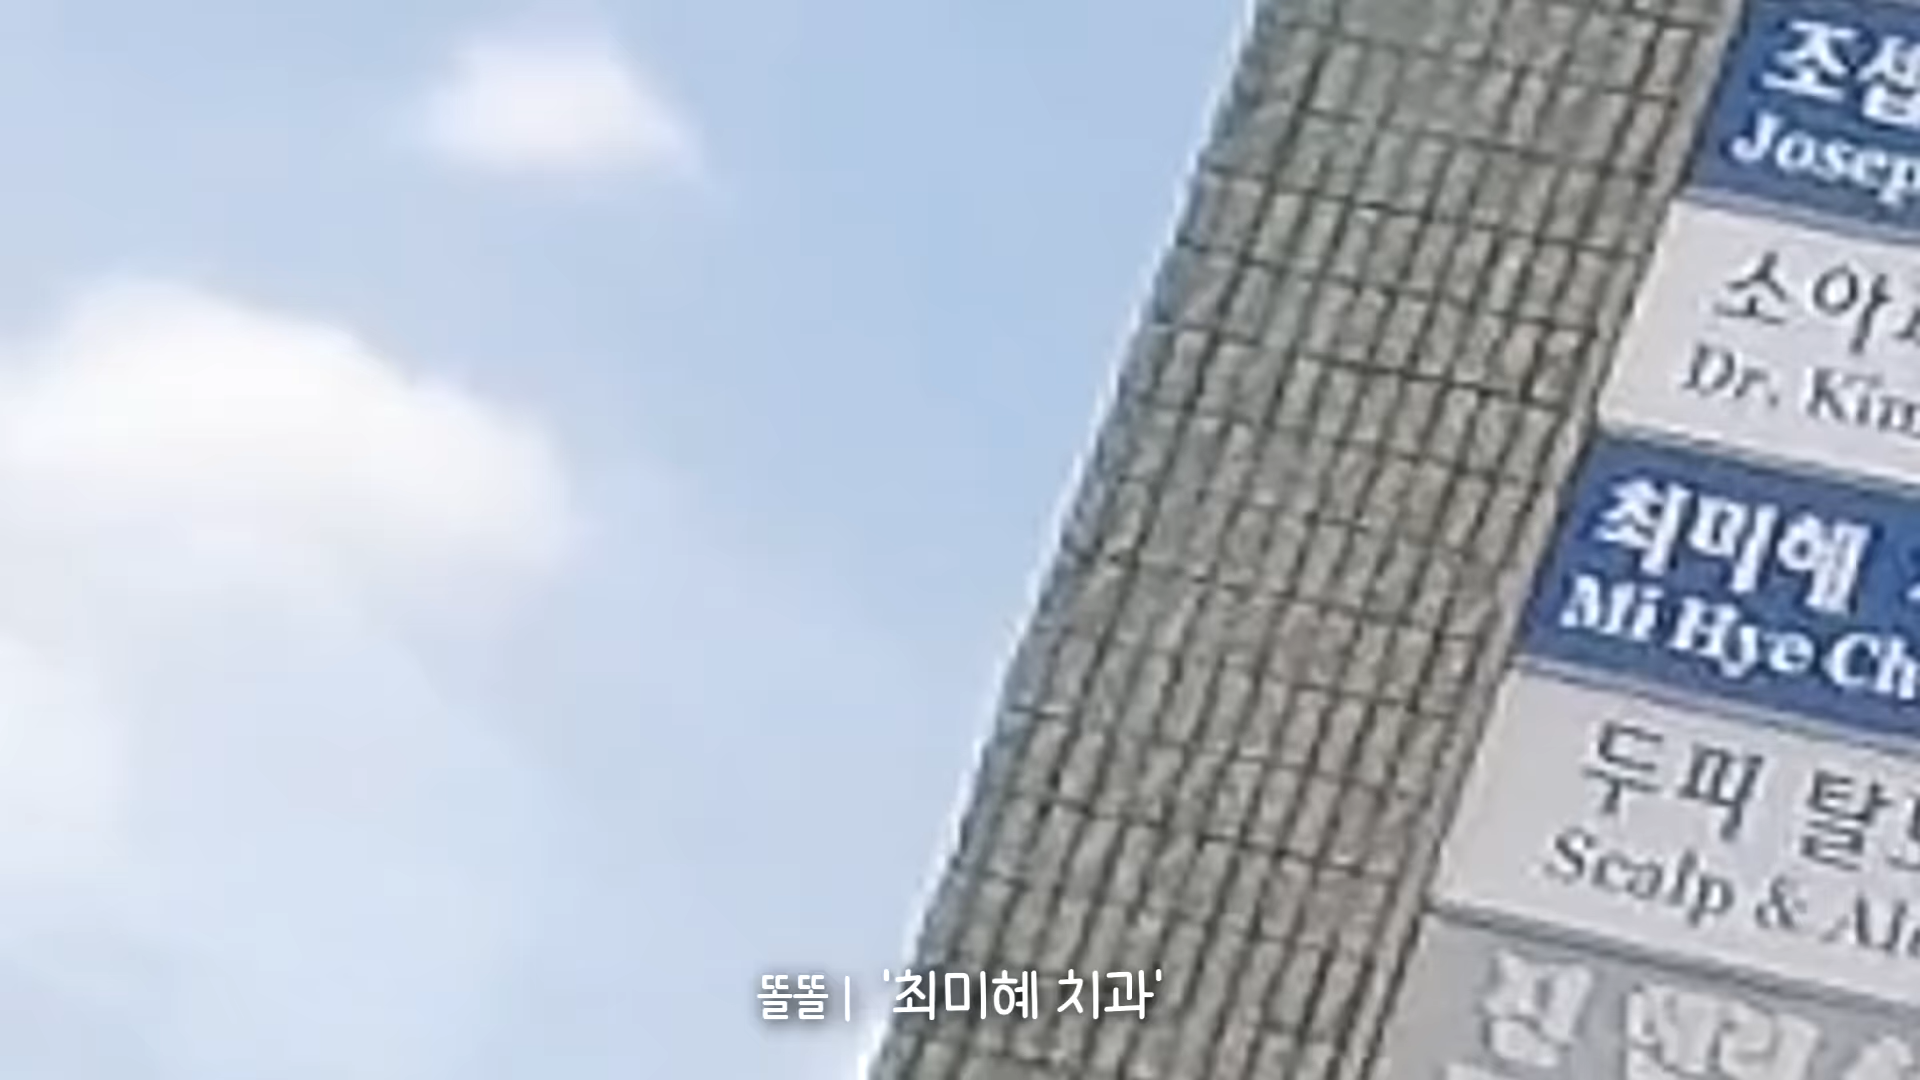 조셉
Josep
소아
Dr. Kim
최미혜
Mi Hye Ch
두피 탈
Scalp & Al
똘똘 | '최미혜 치과'